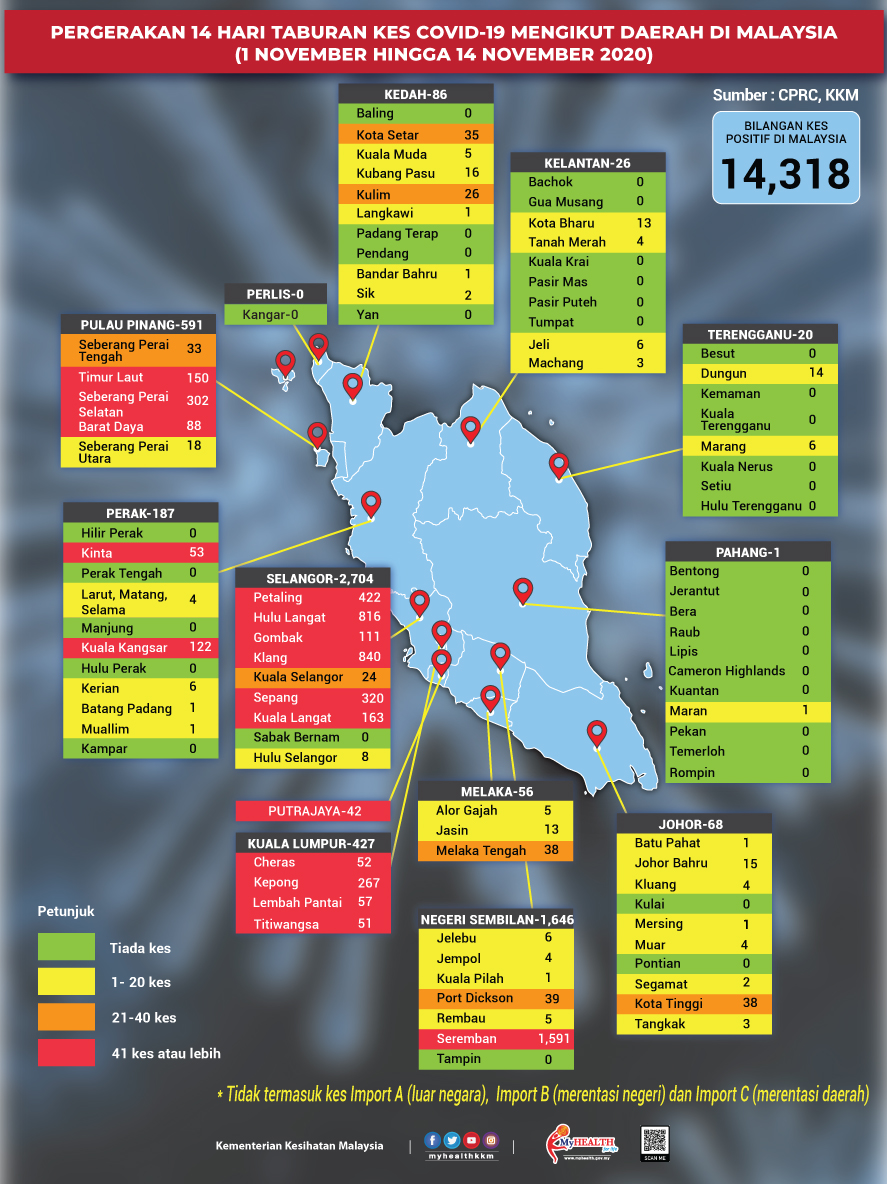 PERGERAKAN 14 HARI TABURAN KES COVID-19 MENGIKUT DAERAH DI MALAYSIA
(1 NOVEMBER HINGGA 14 NOVEMBER 2020)
Sumber : CPRC, KKM
BILANGAN KES
POSITIF DI MALAYSIA
14,318
KEDAH-86
Baling 0
Kota Setar 35
Kuala Muda 5
Kubang Pasu 16
Kulim 26
Langkawi 1
Padang Terap 0
Pendang 0
Bandar Bahru 1
Sik 2
Yan 0
KELANTAN-26
Bachok 0
Gua Musang 0
Kota Bharu 13
Tanah Merah 4
Kuala Krai 0
Pasir Mas 0
Pasir Puteh 0
Tumpat 0
Jeli 6
Machang 3
PERLIS-0
Kangar-0
PULAU PINANG-591
Seberang Perai
Tengah 33
Timur Laut 150
Seberang Perai
Selatan 302
Barat Daya 88
Seberang Perai
Utara 18
TERENGGANU-20
Besut 0
Dungun 14
Kemaman 0
Kuala
Terengganu 0
Marang 6
Kuala Nerus 0
Setiu 0
Hulu Terengganu 0
PERAK-187
Hilir Perak 0
Kinta 53
Perak Tengah 0
Larut, Matang,
Selama 4
Manjung 0
Kuala Kangsar 122
Hulu Perak 0
Kerian 6
Batang Padang 1
Muallim 1
Kampar 0
SELANGOR-2,704
Petaling 422
Hulu Langat 816
Gombak 111
Klang 840
Kuala Selangor 24
Sepang 320
Kuala Langat 163
Sabak Bernam 0
Hulu Selangor 8
PAHANG-1
Bentong 0
Jerantut 0
Bera 0
Raub 0
Lipis 0
Cameron Highlands 0
Kuantan 0
Maran 1
Pekan 0
Temerloh 0
Rompin 0
PUTRAJAYA-42
KUALA LUMPUR-427
Cheras 52
Kepong 267
Lembah Pantai 57
Titiwangsa 51
MELAKA-56
Alor Gajah 5
Jasin 13
Melaka Tengah 38
JOHOR-68
Batu Pahat 1
Johor Bahru 15
Kluang 4
Kulai 0
Mersing 1
Muar 4
Pontian 0
Segamat 2
Kota Tinggi 38
Tangkak 3
NEGERI SEMBILAN-1,646
Jelebu 6
Jempol 4
Kuala Pilah 1
Port Dickson 39
Rembau 5
Seremban 1,591
Tampin 0
Petunjuk
Tiada kes
1- 20 kes
21-40 kes
41 kes atau lebih
* Tidak termasuk kes Import A (luar negara), Import B (merentasi negeri) dan Import C (merentasi daerah)
Kementerian Kesihatan Malaysia
myhealthkkm
MyHEALTH
for life
www.myhealth.gov.my
SCAN ME